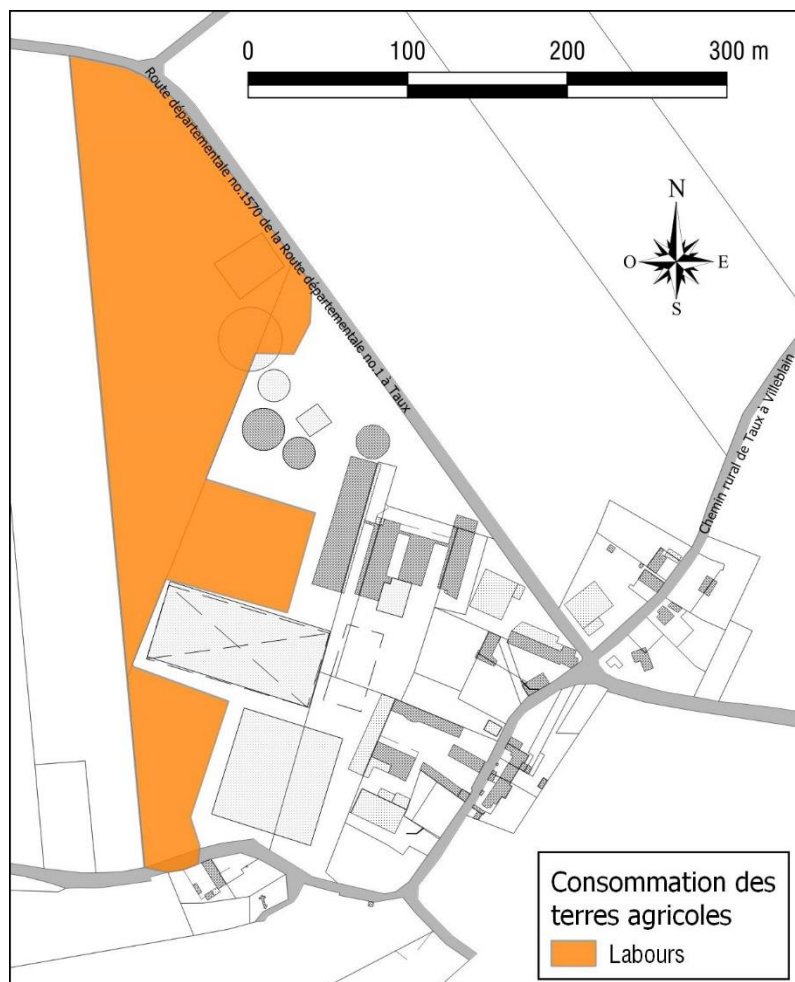 0 100 200 300 m
Route départementale no.1570 de la Route départementale no.1 à Taux
N
O E
S
Chemin rural de Taux à Villeblain
Consommation des
terres agricoles
Labours